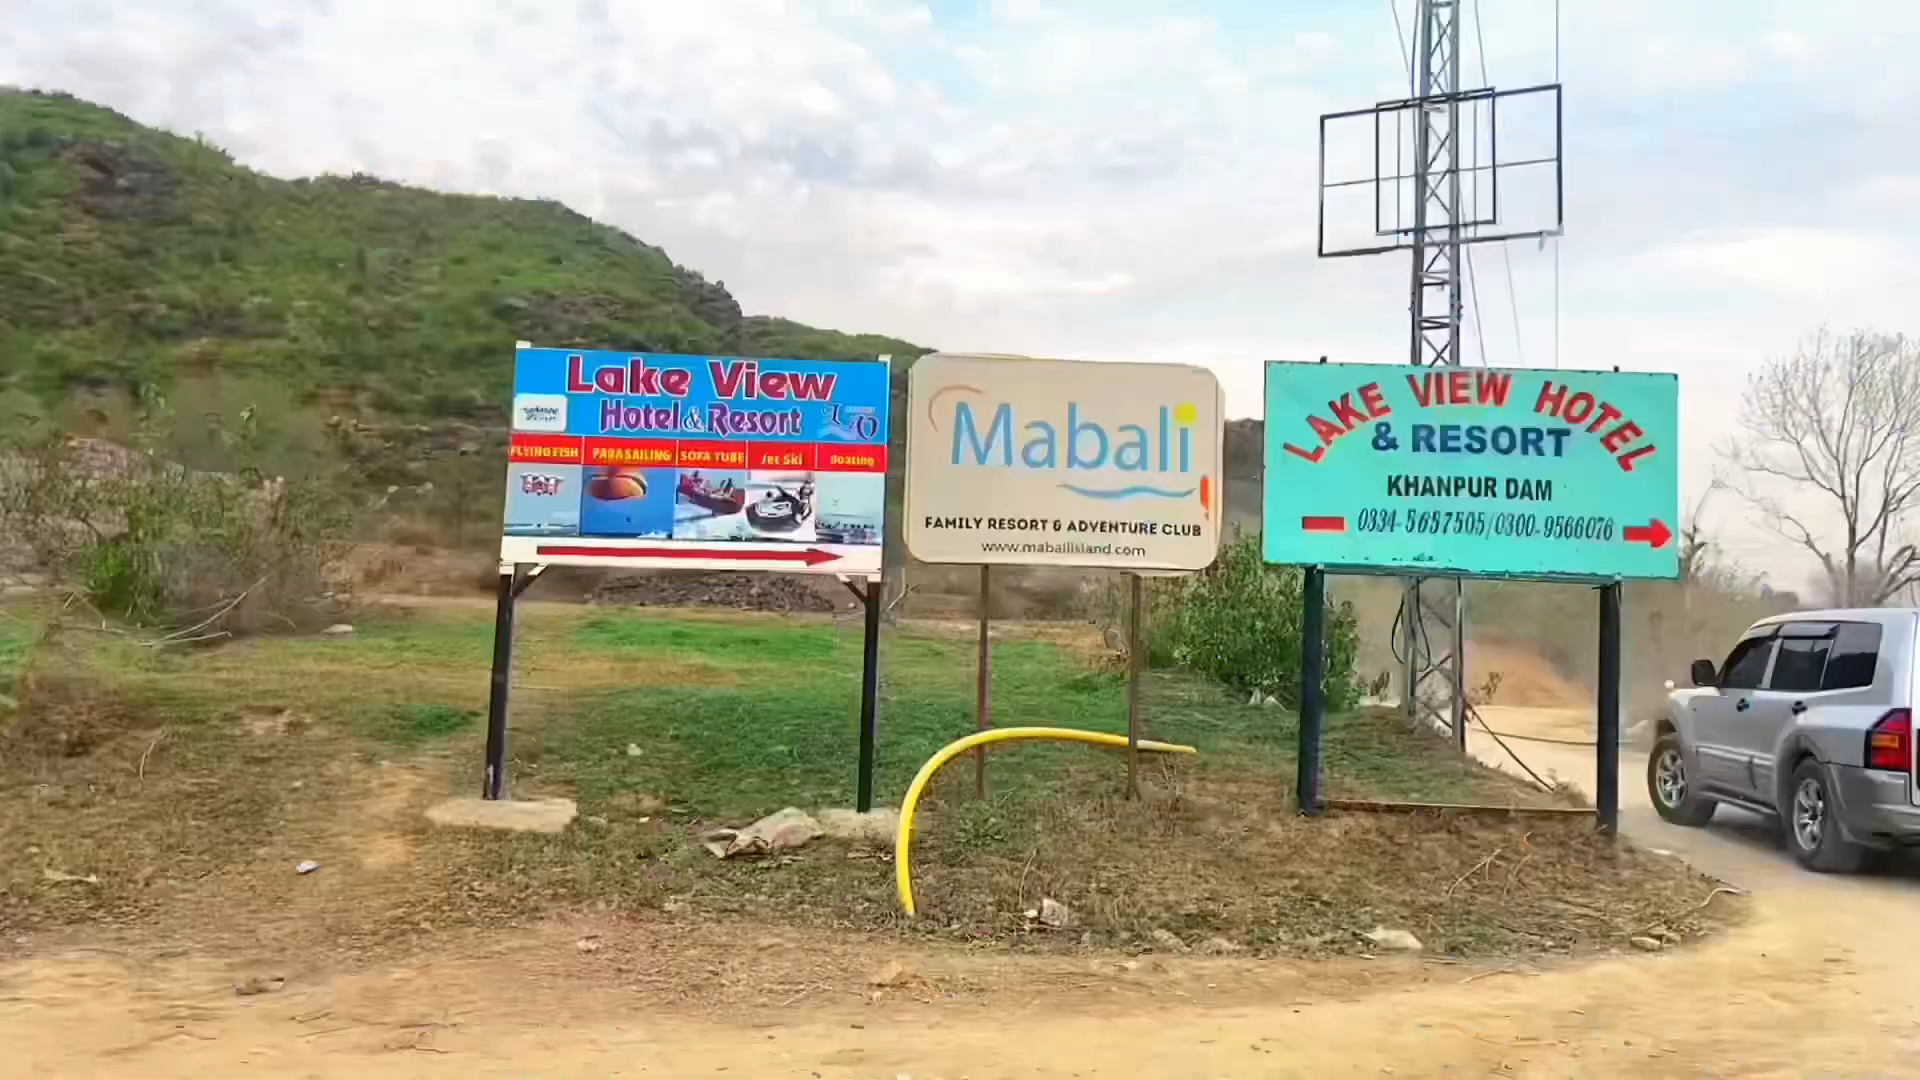 Lake View
Hotel & Resort
FLYING FISH PARASAILING SOFA TUBE Jet Ski Boating
Mabali
FAMILY RESORT & ADVENTURE CLUB
www.mabaliisland.com
LAKE VIEW HOTEL
& RESORT
KHANPUR DAM
0334-5657505/0300-9566076